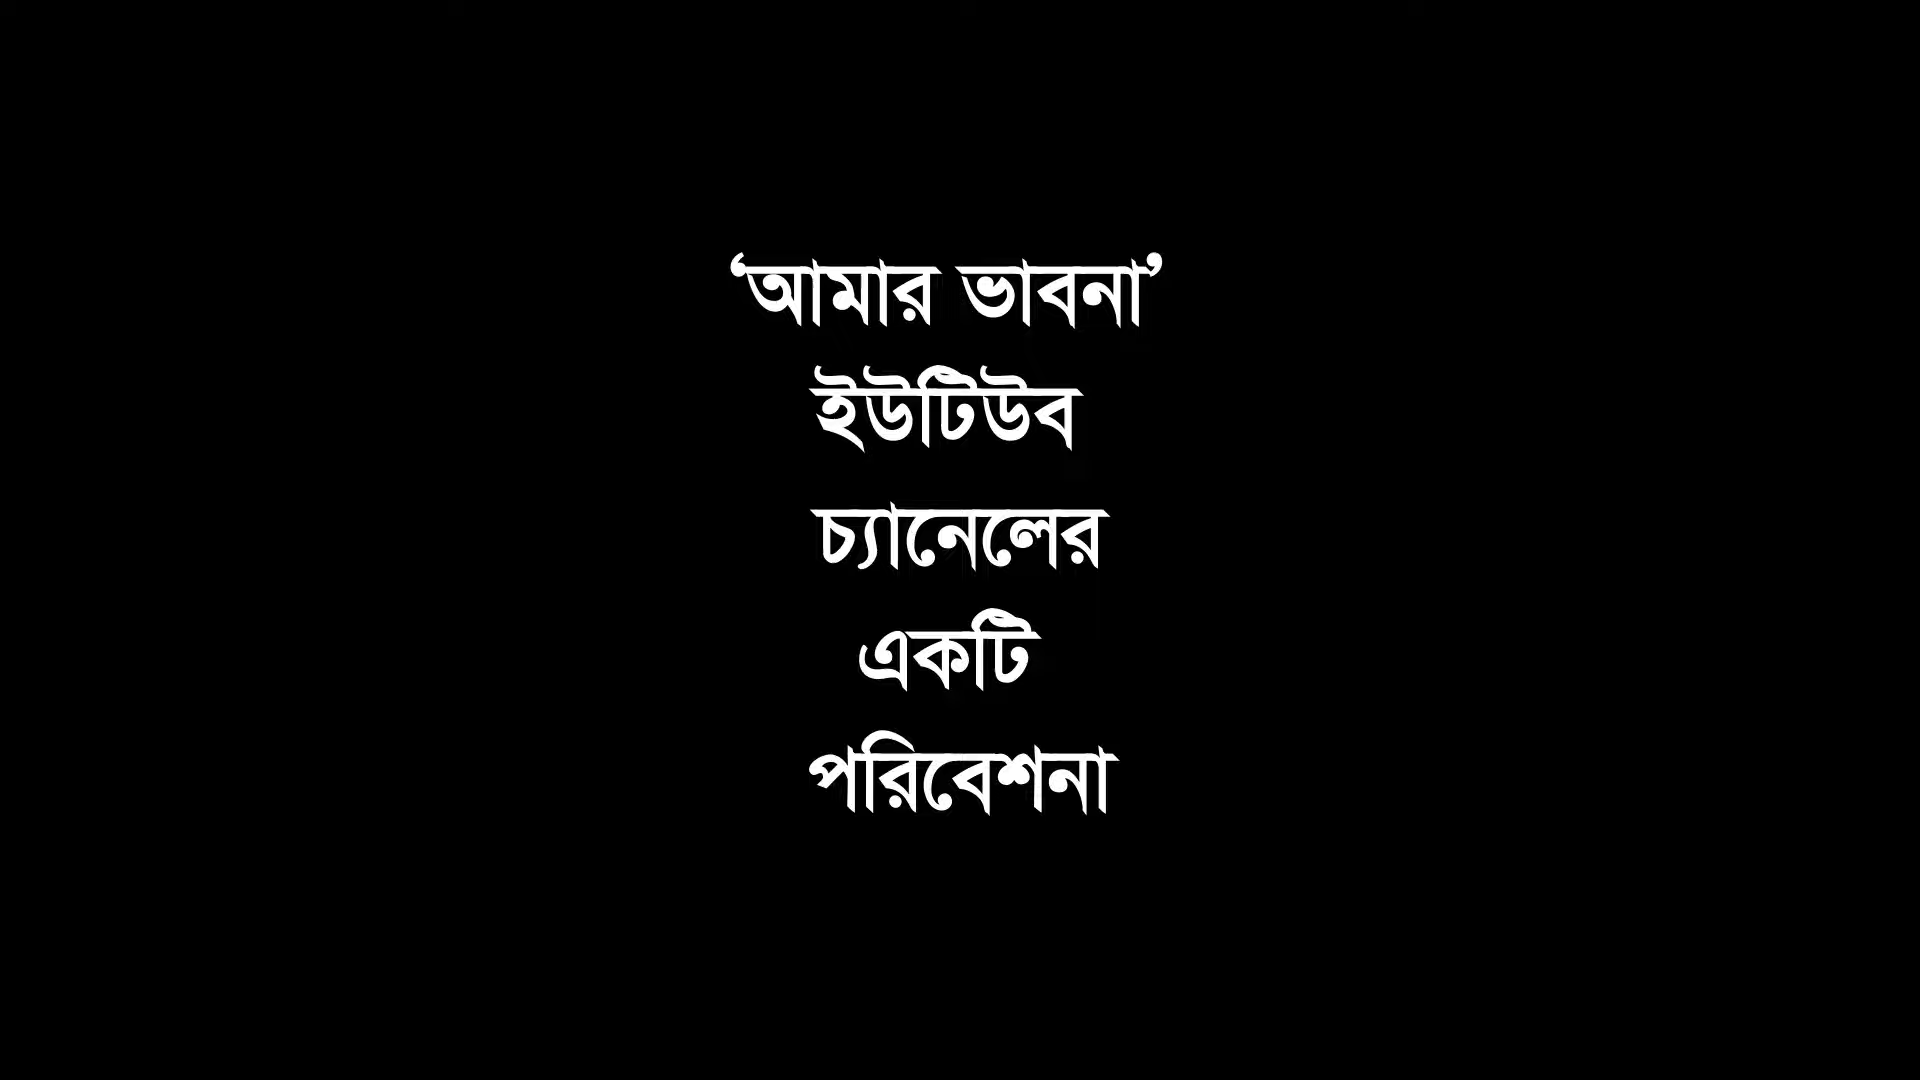 ‘আমার ভাবনা’
ইউটিউব
চ্যানেলের
একটি
পরিবেশনা